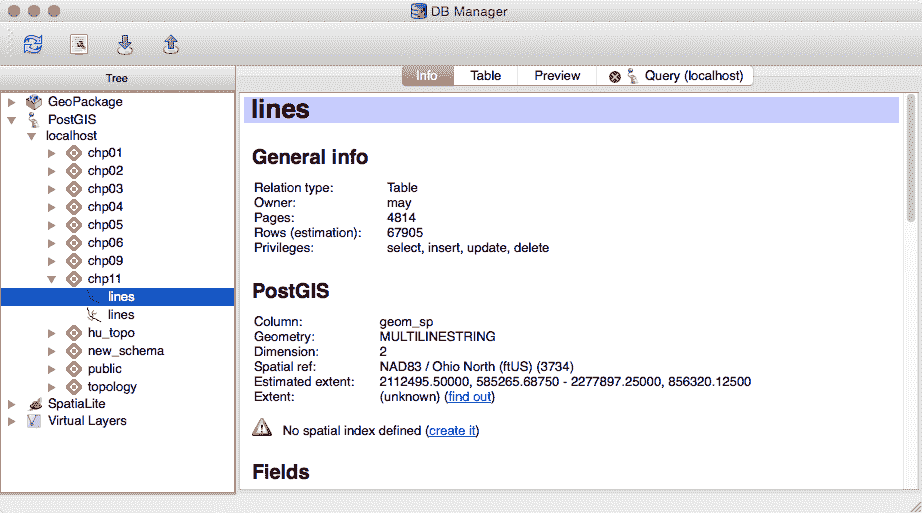 DB Manager
Tree
Info
Table
Preview
Query (localhost)
GeoPackage
PostGIS
localhost
chp01
chp02
chp03
chp04
chp05
chp06
chp09
chp11
lines
lines
hu_topo
new_schema
public
topology
SpatiaLite
Virtual Layers
lines
General info
Relation type: Table
Owner: may
Pages: 4814
Rows (estimation): 67905
Privileges: select, insert, update, delete
PostGIS
Column: geom_sp
Geometry: MULTILINESTRING
Dimension: 2
Spatial ref: NAD83 / Ohio North (ftUS) (3734)
Estimated extent: 2112495.50000, 585265.68750 - 2277897.25000, 856320.12500
Extent: (unknown) (find out)
No spatial index defined (create it)
Fields